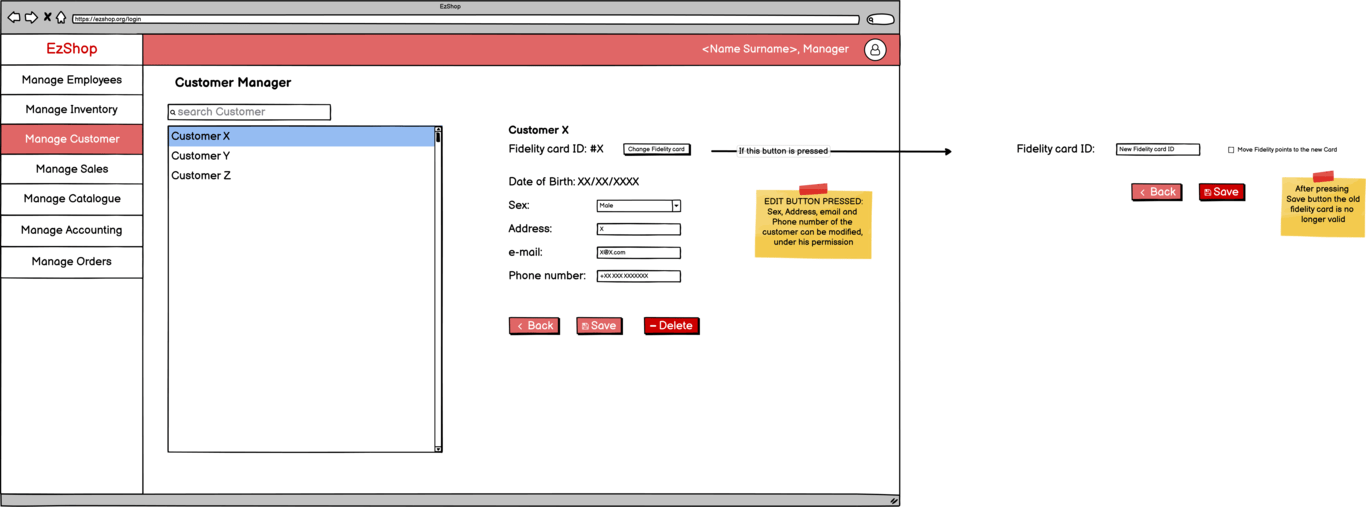 EzShop
https://ezshop.org/login
EzShop
<Name Surname>, Manager
Manage Employees
Manage Inventory
Manage Customer
Manage Sales
Manage Catalogue
Manage Accounting
Manage Orders
Customer Manager
search Customer
Customer X
Customer Y
Customer Z
Customer X
Fidelity card ID: #X
Change Fidelity card
If this button is pressed
Date of Birth: XX/XX/XXXX
Sex:
Male
Address:
X
e-mail:
X@X.com
Phone number:
+XX XXX XXXXXXX
Back
Save
Delete
EDIT BUTTON PRESSED:
Sex, Address, email and
Phone number of the
customer can be modified,
under his permission
Fidelity card ID:
New Fidelity card ID
Move Fidelity points to the new Card
Back
Save
After pressing
Save button the old
fidelity card is no
longer valid